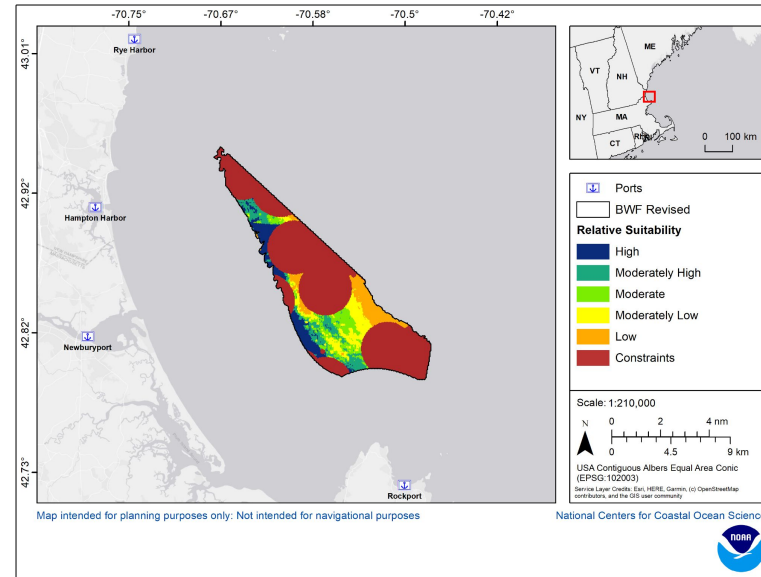 -70.75° -70.67° -70.58° -70.5° -70.42°
43.01°
42.92°
42.82°
42.73°
Rye Harbor
Hampton Harbor
Newburyport
Rockport
ME
VT
NH
NY
MA
CT
0 100 km
Ports
BWF Revised
Relative Suitability
High
Moderately High
Moderate
Moderately Low
Low
Constraints
Scale: 1:210,000
N
0 2 4 nm
0 4.5 9 km
USA Contiguous Albers Equal Area Conic
(EPSG:102003)
Service Layer Credits: Esri, HERE, Garmin, (c) OpenStreetMap
contributors, and the GIS user community
Map intended for planning purposes only: Not intended for navigational purposes
National Centers for Coastal Ocean Scienc
NOAA